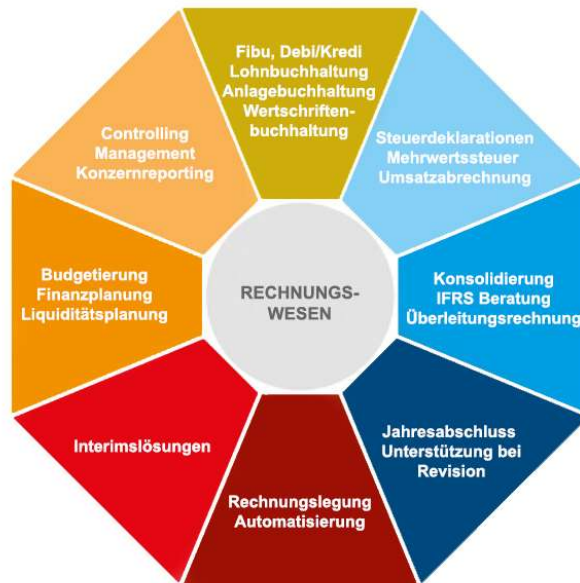 Fibu, Debi/Kredi
Lohnbuchhaltung
Anlagebuchhaltung
Wertschriften-
buchhaltung
Steuerdeklarationen
Mehrwertssteuer
Umsatzabrechnung
Konsolidierung
IFRS Beratung
Überleitungsrechnung
Jahresabschluss
Unterstützung bei
Revision
Rechnungslegung
Automatisierung
Interimslösungen
Budgetierung
Finanzplanung
Liquiditätsplanung
Controlling
Management
Konzernreporting
RECHNUNGS-
WESEN